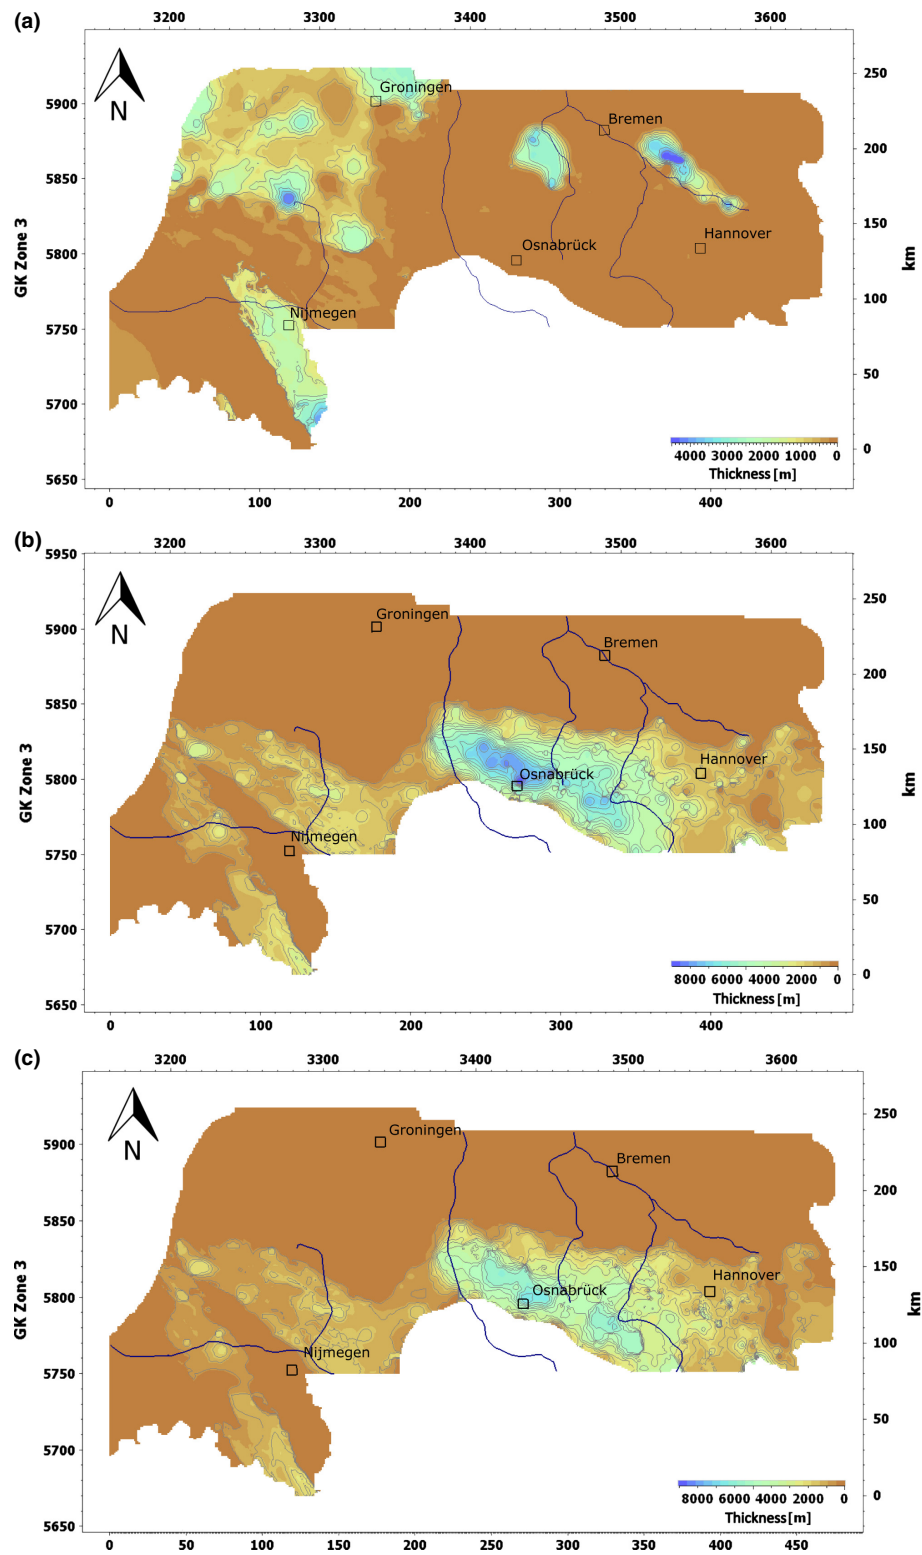 (a)
3200 3300 3400 3500 3600
N
GK Zone 3
5900
5850
5800
5750
5700
5650
Groningen
Bremen
Osnabrück
Hannover
Nijmegen
250
200
150
100
50
0
km
4000 3000 2000 1000 0
Thickness [m]
0 100 200 300 400
(b)
3200 3300 3400 3500 3600
N
GK Zone 3
5950
5900
5850
5800
5750
5700
5650
Groningen
Bremen
Osnabrück
Hannover
Nijmegen
250
200
150
100
50
0
km
8000 6000 4000 2000 0
Thickness [m]
0 100 200 300 400
(c)
3200 3300 3400 3500 3600
N
GK Zone 3
5900
5850
5800
5750
5700
5650
Groningen
Bremen
Osnabrück
Hannover
Nijmegen
250
200
150
100
50
0
km
8000 6000 4000 2000 0
Thickness [m]
0 50 100 150 200 250 300 350 400 450